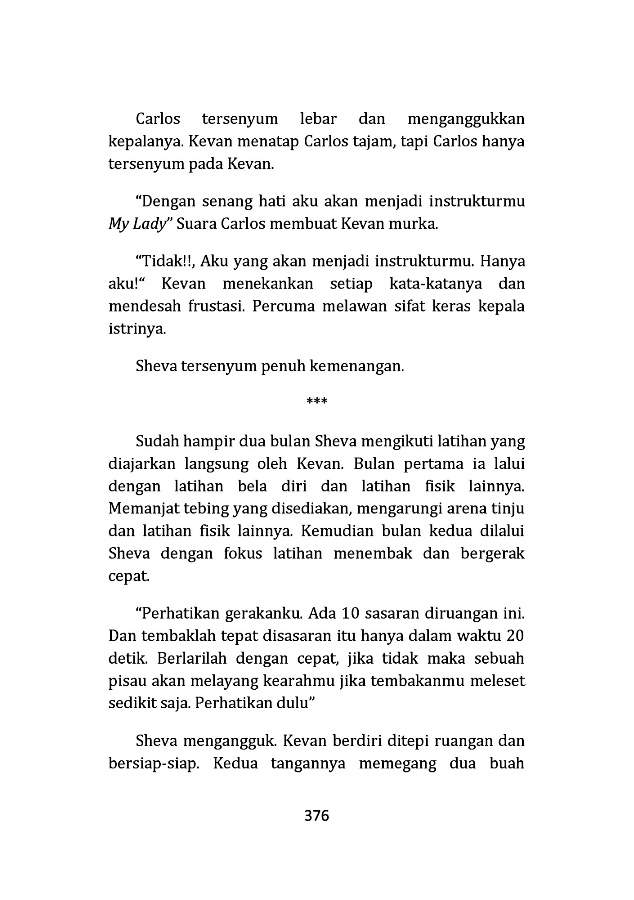 Carlos tersenyum lebar dan menganggukkan
kepalanya. Kevan menatap Carlos tajam, tapi Carlos hanya
tersenyum pada Kevan.
“Dengan senang hati aku akan menjadi instrukturmu
My Lady” Suara Carlos membuat Kevan murka.
“Tidak!!, Aku yang akan menjadi instrukturmu. Hanya
aku!“ Kevan menekankan setiap kata-katanya dan
mendesah frustasi. Percuma melawan sifat keras kepala
istrinya.
Sheva tersenyum penuh kemenangan.
***
Sudah hampir dua bulan Sheva mengikuti latihan yang
diajarkan langsung oleh Kevan. Bulan pertama ia lalui
dengan latihan bela diri dan latihan fisik lainnya.
Memanjat tebing yang disediakan, mengarungi arena tinju
dan latihan fisik lainnya. Kemudian bulan kedua dilalui
Sheva dengan fokus latihan menembak dan bergerak
cepat.
“Perhatikan gerakanku. Ada 10 sasaran diruangan ini.
Dan tembaklah tepat disasaran itu hanya dalam waktu 20
detik. Berlarilah dengan cepat, jika tidak maka sebuah
pisau akan melayang kearahmu jika tembakanmu meleset
sedikit saja. Perhatikan dulu”
Sheva mengangguk. Kevan berdiri ditepi ruangan dan
bersiap-siap. Kedua tangannya memegang dua buah
376